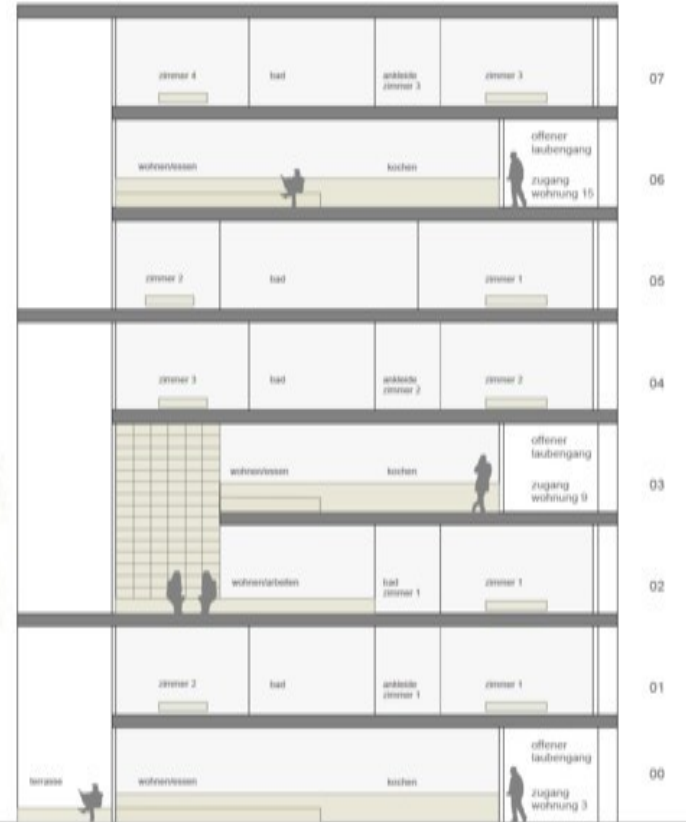 zimmer 4 bad ankleide zimmer 3
zimmer 3 07
offener
laubengang
wohnen/essen kochen 06
zugang
wohnung 15
zimmer 2 bad zimmer 1 05
zimmer 3 bad ankleide zimmer 2
zimmer 2 04
offener
laubengang
wohnen/essen kochen 03
zugang
wohnung 9
wohnen/arbeiten bad zimmer 1
zimmer 1 02
zimmer 2 bad ankleide zimmer 1
zimmer 1 01
offener
laubengang
terrasse wohnen/essen kochen 00
zugang
wohnung 3